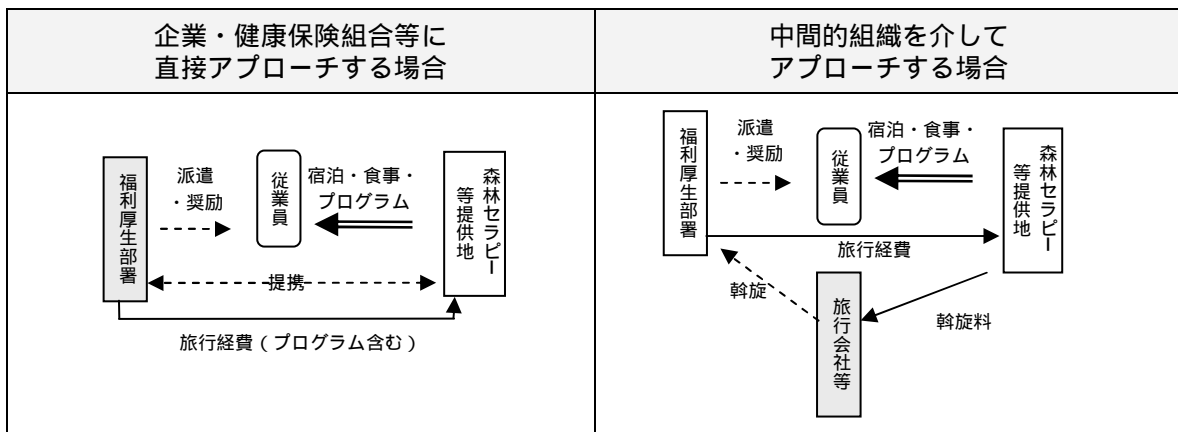 企業・健康保険組合等に
直接アプローチする場合
福利厚生部署
派遣
・奨励
従業員
宿泊・食事・
プログラム
森林セラピー
等提供地
提携
旅行経費（プログラム含む）
中間的組織を介して
アプローチする場合
福利厚生部署
派遣
・奨励
従業員
宿泊・食事・
プログラム
森林セラピー
等提供地
旅行経費
斡旋
旅行会社等
斡旋料